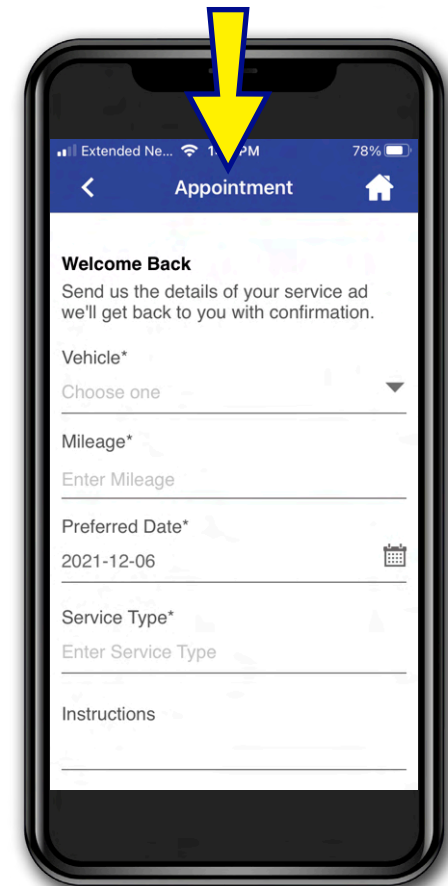 Extended Ne... PM 78%
Appointment
Welcome Back
Send us the details of your service ad
we'll get back to you with confirmation.
Vehicle*
Choose one
Mileage*
Enter Mileage
Preferred Date*
2021-12-06
Service Type*
Enter Service Type
Instructions